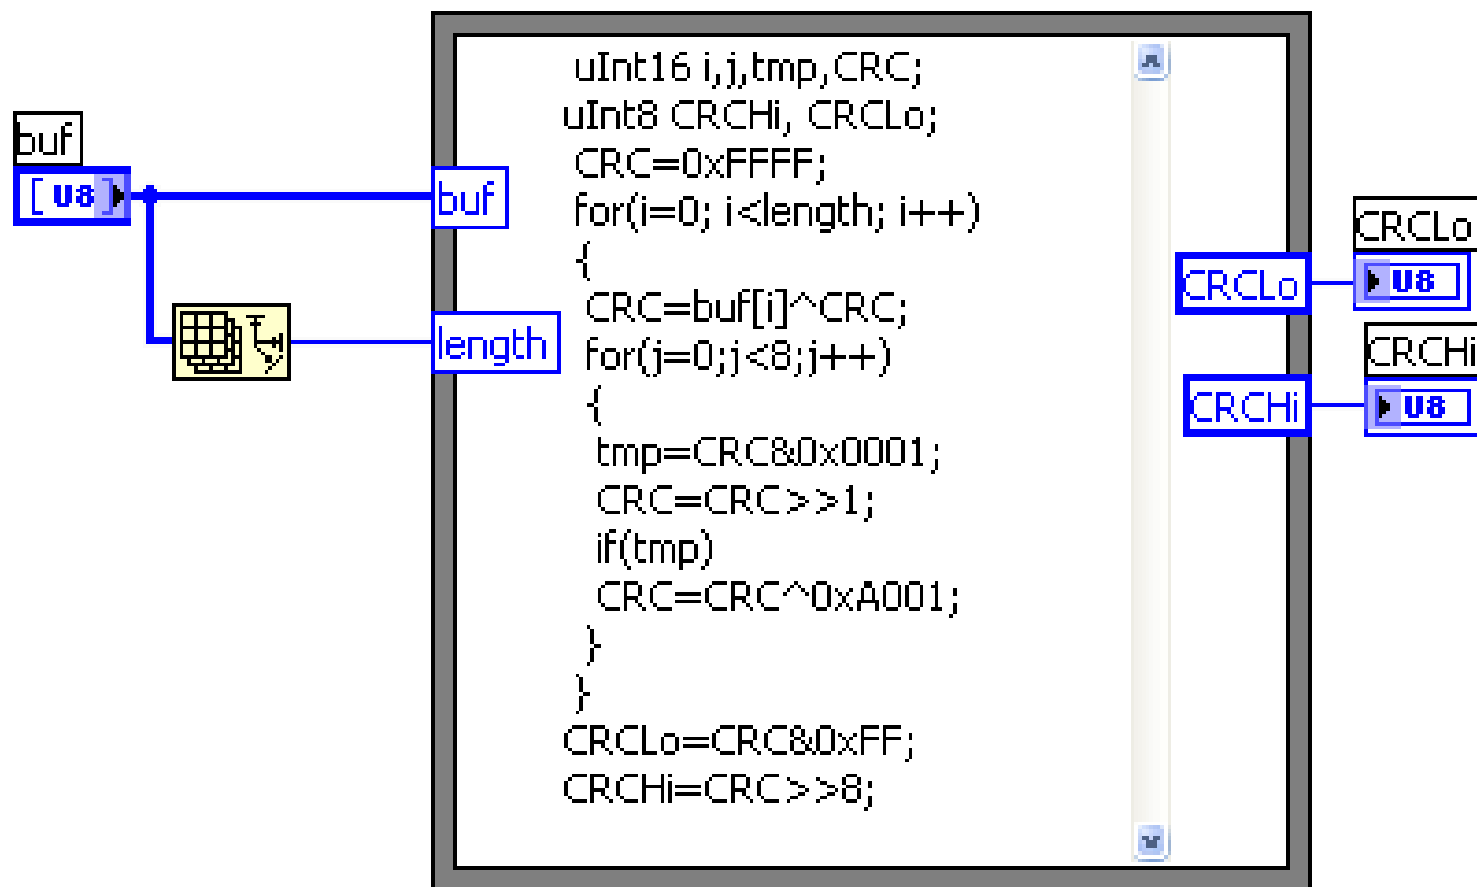 buf
[ U8 ]
buf
length
uInt16 i,j,tmp,CRC;
uInt8 CRCHi, CRCLo;
CRC=0xFFFF;
for(i=0; i<length; i++)
{
CRC=buf[i]^CRC;
for(j=0;j<8;j++)
{
tmp=CRC&0x0001;
CRC=CRC>>1;
if(tmp)
CRC=CRC^0xA001;
}
}
CRCLo=CRC&0xFF;
CRCHi=CRC>>8;
CRCLo
CRCHi
CRCLo
U8
CRCHi
U8